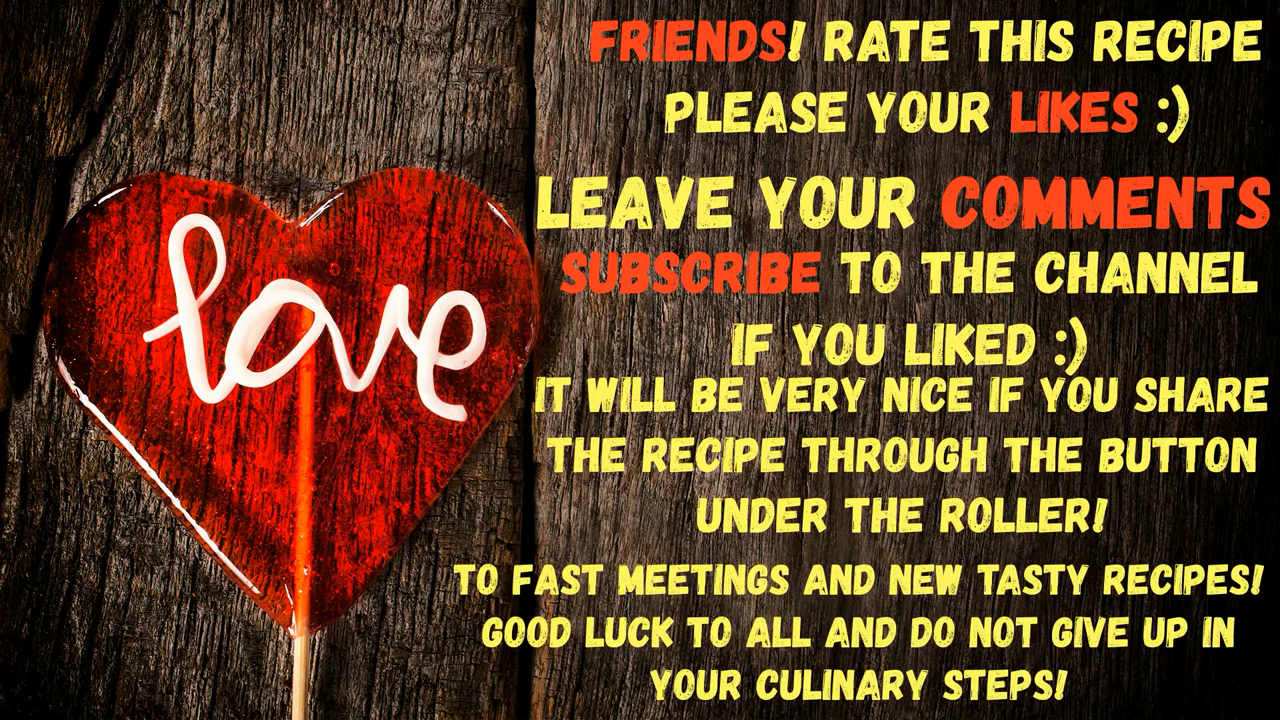 love
FRIENDS! RATE THIS RECIPE
PLEASE YOUR LIKES :)
LEAVE YOUR COMMENTS
SUBSCRIBE TO THE CHANNEL
IF YOU LIKED :)
IT WILL BE VERY NICE IF YOU SHARE
THE RECIPE THROUGH THE BUTTON
UNDER THE ROLLER!
TO FAST MEETINGS AND NEW TASTY RECIPES!
GOOD LUCK TO ALL AND DO NOT GIVE UP IN
YOUR CULINARY STEPS!